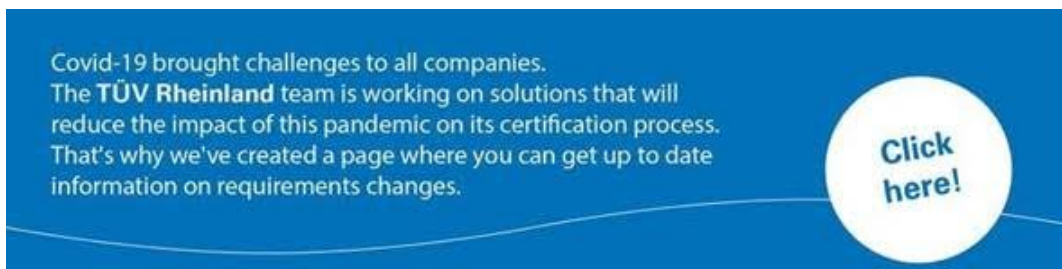 Covid-19 brought challenges to all companies.
The TÜV Rheinland team is working on solutions that will
reduce the impact of this pandemic on its certification process.
That's why we've created a page where you can get up to date
information on requirements changes.
Click
here!